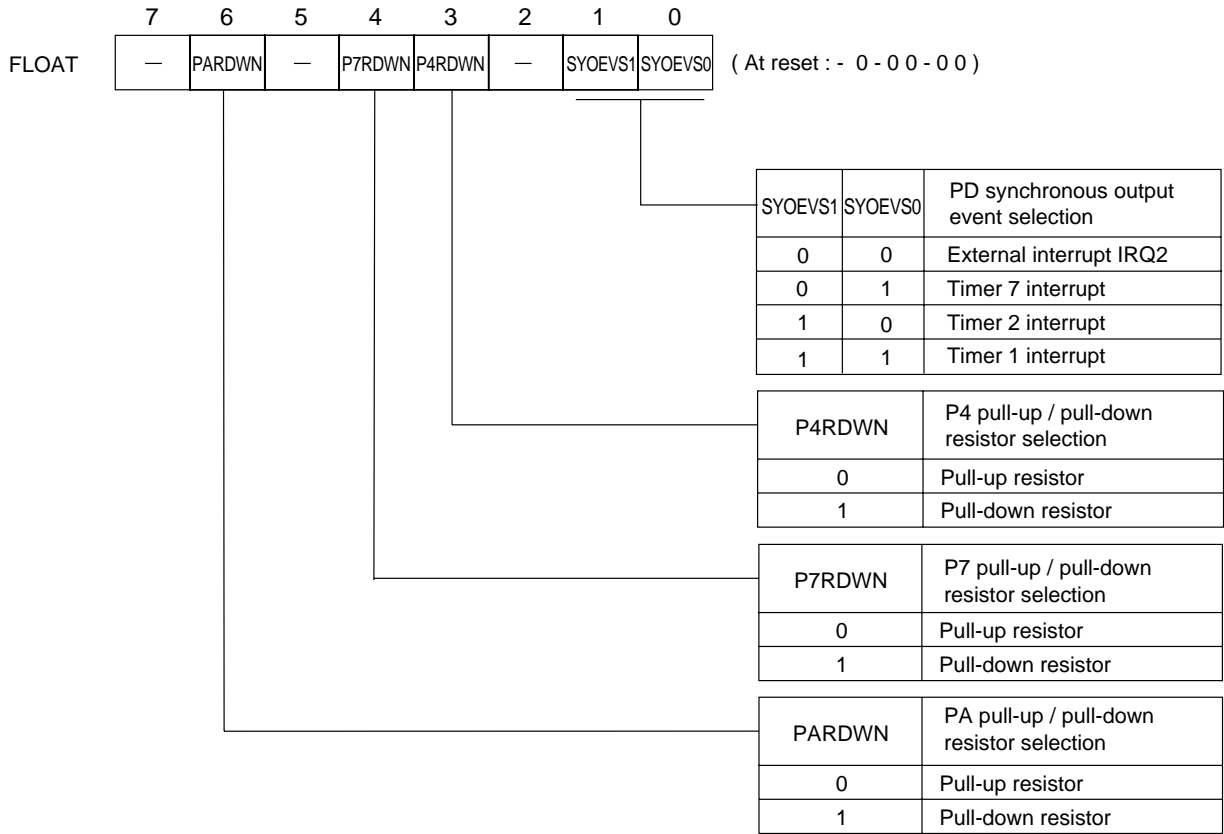 7 6 5 4 3 2 1 0
FLOAT — PARDWN — P7RDWN P4RDWN — SYOEVS1 SYOEVS0 ( At reset : - 0 - 0 0 - 0 0 )
SYOEVS1 SYOEVS0 PD synchronous output
event selection
0 0 External interrupt IRQ2
0 1 Timer 7 interrupt
1 0 Timer 2 interrupt
1 1 Timer 1 interrupt
P4RDWN P4 pull-up / pull-down
resistor selection
0 Pull-up resistor
1 Pull-down resistor
P7RDWN P7 pull-up / pull-down
resistor selection
0 Pull-up resistor
1 Pull-down resistor
PARDWN PA pull-up / pull-down
resistor selection
0 Pull-up resistor
1 Pull-down resistor